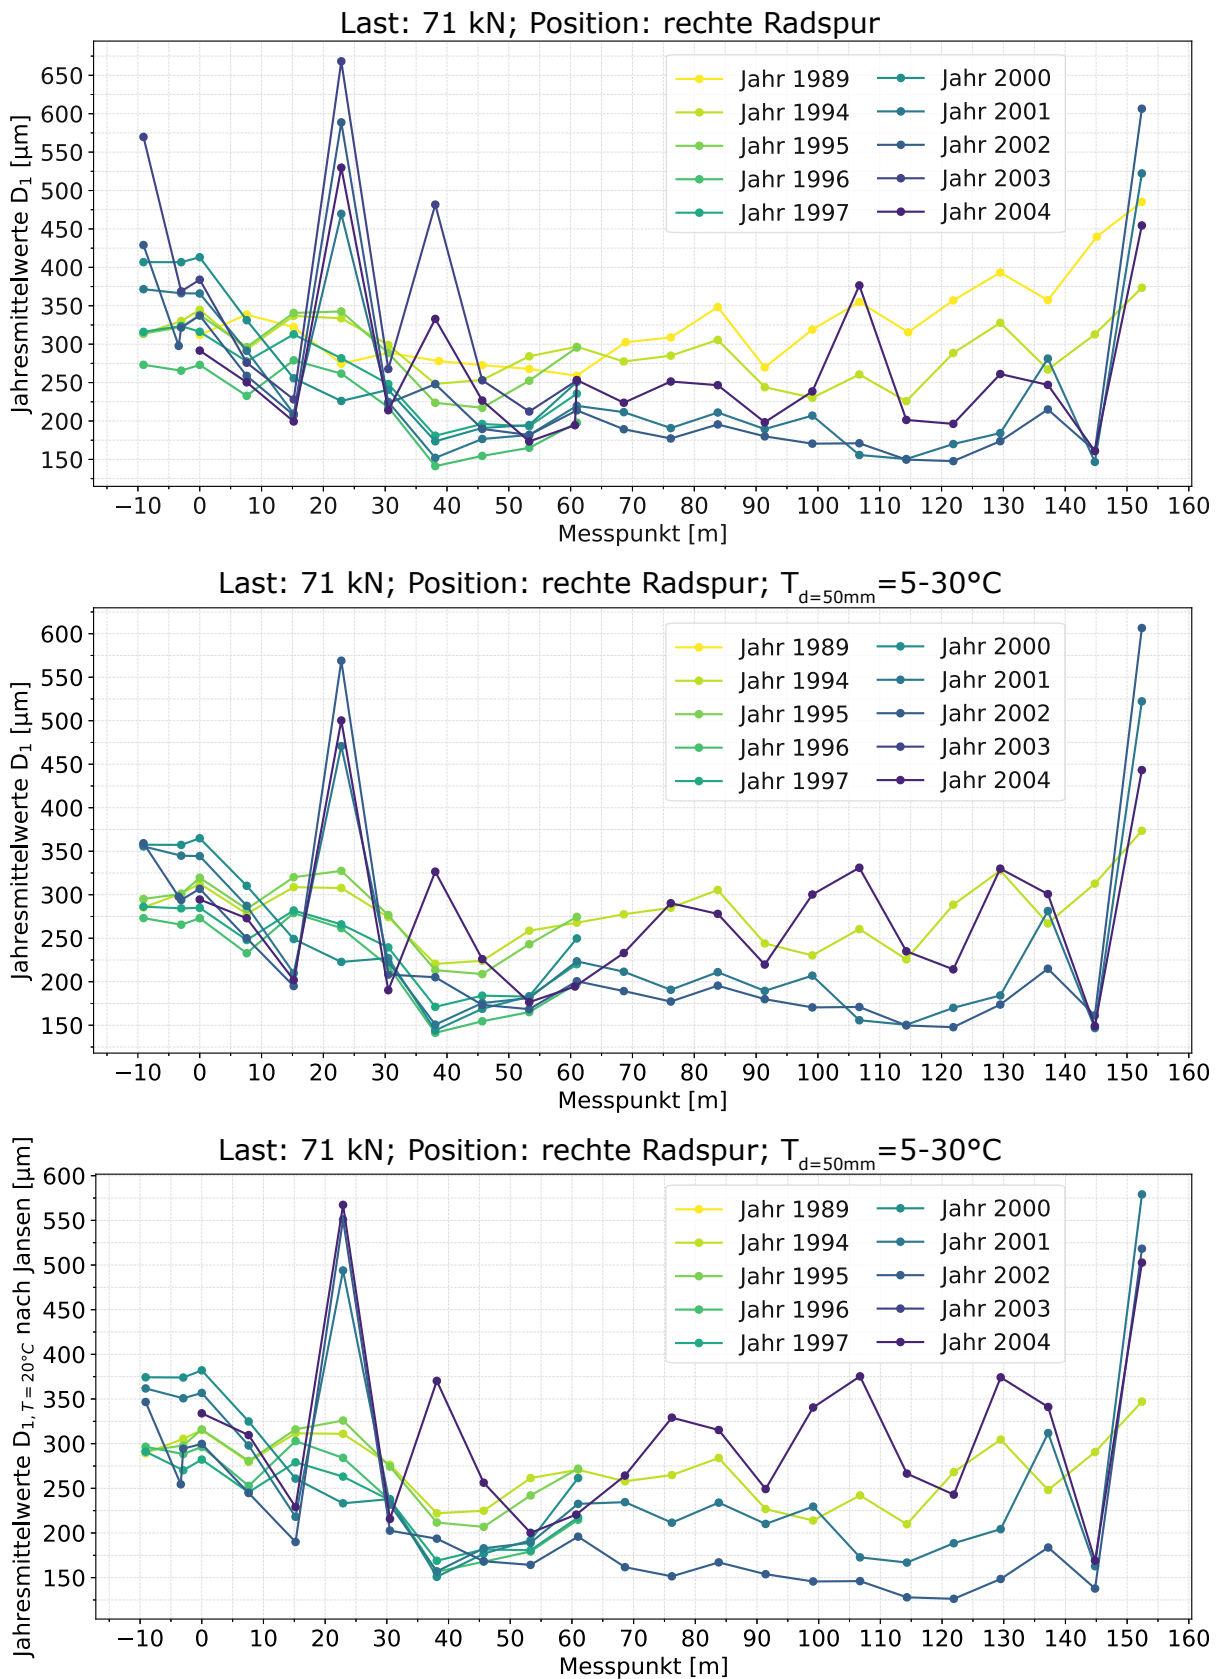 Last: 71 kN; Position: rechte Radspur
Jahresmittelwerte D1 [µm]
650
600
550
500
450
400
350
300
250
200
150
Jahr 1989
Jahr 1994
Jahr 1995
Jahr 1996
Jahr 1997
Jahr 2000
Jahr 2001
Jahr 2002
Jahr 2003
Jahr 2004
−10 0 10 20 30 40 50 60 70 80 90 100 110 120 130 140 150 160
Messpunkt [m]
Last: 71 kN; Position: rechte Radspur; Td=50mm=5-30°C
Jahresmittelwerte D1 [µm]
600
550
500
450
400
350
300
250
200
150
Jahr 1989
Jahr 1994
Jahr 1995
Jahr 1996
Jahr 1997
Jahr 2000
Jahr 2001
Jahr 2002
Jahr 2003
Jahr 2004
−10 0 10 20 30 40 50 60 70 80 90 100 110 120 130 140 150 160
Messpunkt [m]
Last: 71 kN; Position: rechte Radspur; Td=50mm=5-30°C
Jahresmittelwerte D1, T = 20°C nach Jansen [µm]
600
550
500
450
400
350
300
250
200
150
Jahr 1989
Jahr 1994
Jahr 1995
Jahr 1996
Jahr 1997
Jahr 2000
Jahr 2001
Jahr 2002
Jahr 2003
Jahr 2004
−10 0 10 20 30 40 50 60 70 80 90 100 110 120 130 140 150 160
Messpunkt [m]